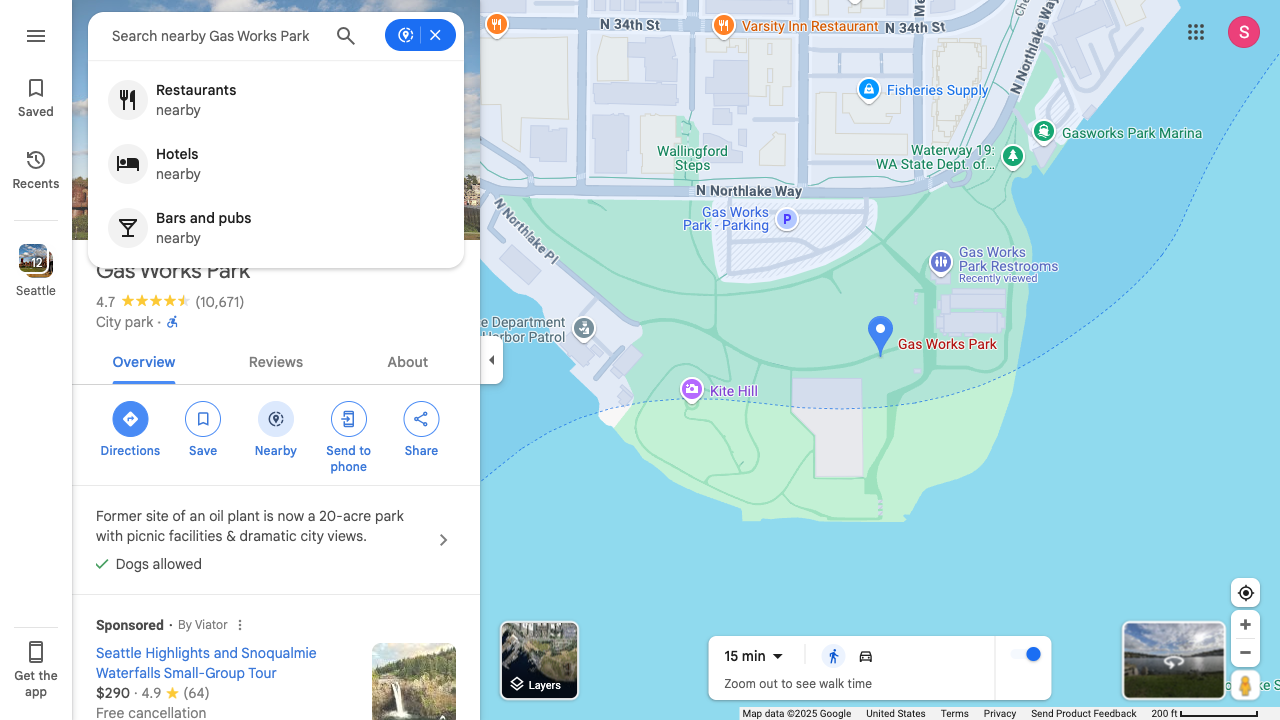 Saved
Recents
12
Seattle
Get the
app
Search nearby Gas Works Park
Restaurants
nearby
Hotels
nearby
Bars and pubs
nearby
Gas Works Park
4.7 (10,671)
City park ·
Overview
Reviews
About
Directions
Save
Nearby
Send to
phone
Share
Former site of an oil plant is now a 20-acre park
with picnic facilities & dramatic city views.
Dogs allowed
Sponsored · By Viator
Seattle Highlights and Snoqualmie
Waterfalls Small-Group Tour
$290 · 4.9 (64)
Free cancellation
N 34th St
Varsity Inn Restaurant
N 34th St
N Northlake Way
S
Fisheries Supply
Gasworks Park Marina
Waterway 19:
WA State Dept. of...
Wallingford
Steps
N Northlake Way
Gas Works
Park - Parking
P
N Northlake Pl
Gas Works
Park Restrooms
Recently viewed
e Department
Harbor Patrol
Gas Works Park
Kite Hill
Layers
15 min
Zoom out to see walk time
Map data ©2025 Google
United States
Terms
Privacy
Send Product Feedback
200 ft